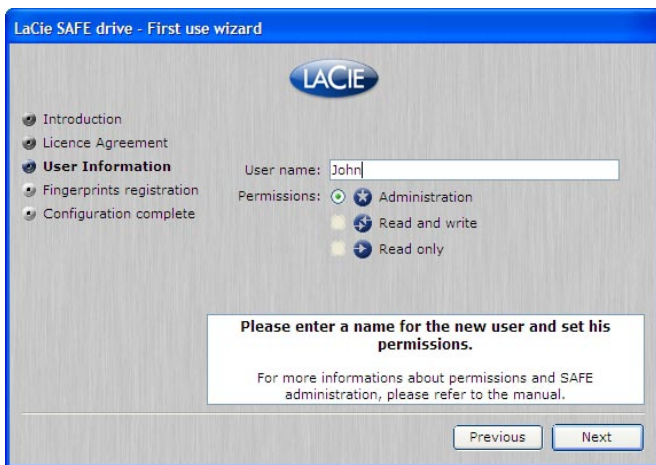 LaCie SAFE drive - First use wizard
LACIE
Introduction
Licence Agreement
User Information
Fingerprints registration
Configuration complete
User name: John
Permissions: Administration
Read and write
Read only
Please enter a name for the new user and set his
permissions.
For more informations about permissions and SAFE
administration, please refer to the manual.
Previous Next